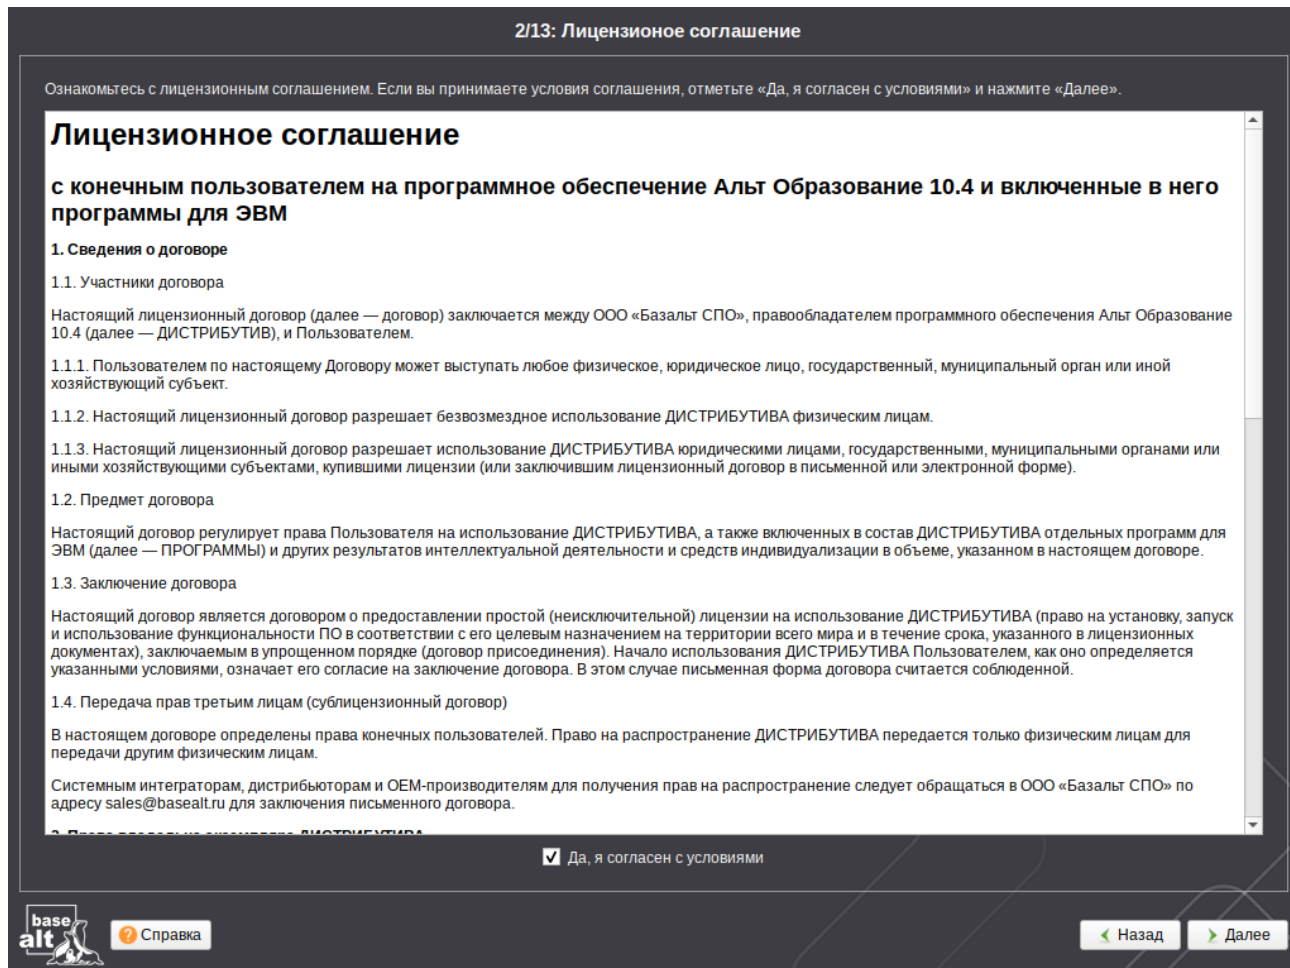 2/13: Лицензионое соглашение
Ознакомьтесь с лицензионным соглашением. Если вы принимаете условия соглашения, отметьте «Да, я согласен с условиями» и нажмите «Далее».
Лицензионное соглашение
с конечным пользователем на программное обеспечение Альт Образование 10.4 и включенные в него
программы для ЭВМ
1. Сведения о договоре
1.1. Участники договора
Настоящий лицензионный договор (далее — договор) заключается между ООО «Базальт СПО», правообладателем программного обеспечения Альт Образование
10.4 (далее — ДИСТРИБУТИВ), и Пользователем.
1.1.1. Пользователем по настоящему Договору может выступать любое физическое, юридическое лицо, государственный, муниципальный орган или иной
хозяйствующий субъект.
1.1.2. Настоящий лицензионный договор разрешает безвозмездное использование ДИСТРИБУТИВА физическим лицам.
1.1.3. Настоящий лицензионный договор разрешает использование ДИСТРИБУТИВА юридическими лицами, государственными, муниципальными органами или
иными хозяйствующими субъектами, купившими лицензии (или заключившим лицензионный договор в письменной или электронной форме).
1.2. Предмет договора
Настоящий договор регулирует права Пользователя на использование ДИСТРИБУТИВА, а также включенных в состав ДИСТРИБУТИВА отдельных программ для
ЭВМ (далее — ПРОГРАММЫ) и других результатов интеллектуальной деятельности и средств индивидуализации в объеме, указанном в настоящем договоре.
1.3. Заключение договора
Настоящий договор является договором о предоставлении простой (неисключительной) лицензии на использование ДИСТРИБУТИВА (право на установку, запуск
и использование функциональности ПО в соответствии с его целевым назначением на территории всего мира и в течение срока, указанного в лицензионных
документах), заключаемым в упрощенном порядке (договор присоединения). Начало использования ДИСТРИБУТИВА Пользователем, как оно определяется
указанными условиями, означает его согласие на заключение договора. В этом случае письменная форма договора считается соблюденной.
1.4. Передача прав третьим лицам (сублицензионный договор)
В настоящем договоре определены права конечных пользователей. Право на распространение ДИСТРИБУТИВА передается только физическим лицам для
передачи другим физическим лицам.
Системным интеграторам, дистрибьюторам и OEM-производителям для получения прав на распространение следует обращаться в ООО «Базальт СПО» по
адресу sales@basealt.ru для заключения письменного договора.
Да, я согласен с условиями
base
alt
Справка
Назад
Далее